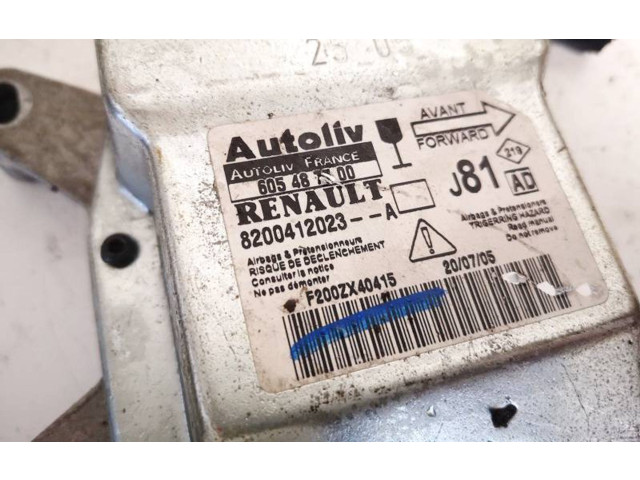 Autoliv
AUTOLIV FRANCE
605 48 00
RENAULT
8200412023--A
AVANT
FORWARD
219
J81
AD
Airbags & Prétensionneurs
RISQUE DE DECLENCHEMENT
Consulter la notice
Ne pas démonter
Airbags & Pretensioners
TRIGERRING HAZARD
Read manual
Do not remove
F200ZX40415
20/07/05